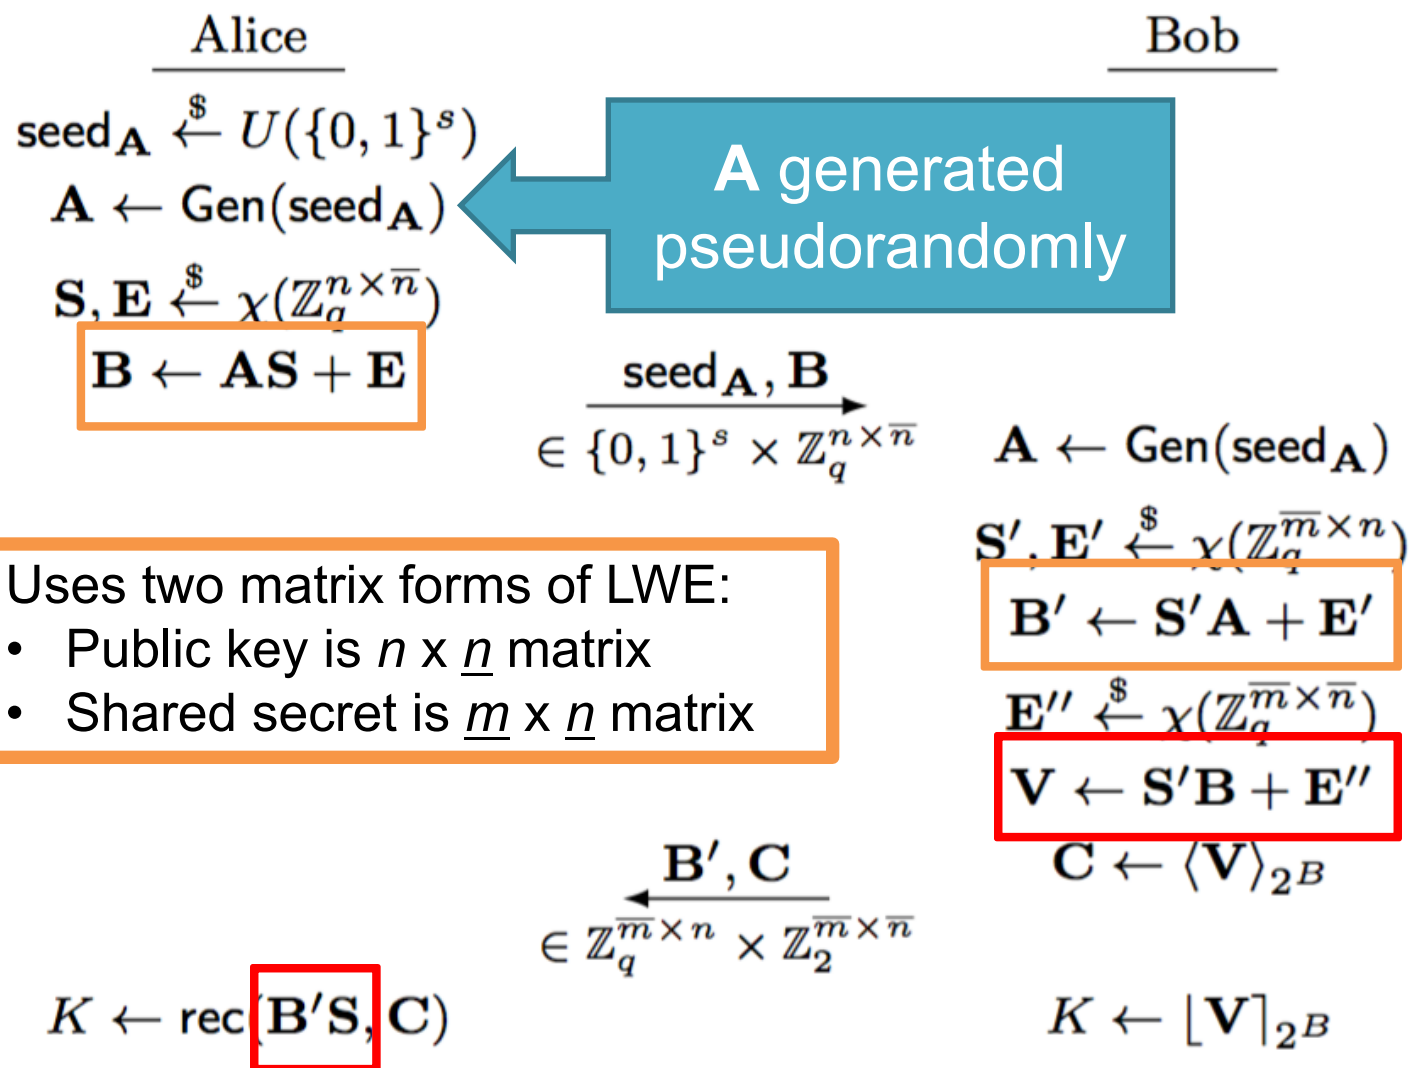 Alice
Bob
seed_A ←$ U({0, 1}^s)
A ← Gen(seed_A)
A generated
pseudorandomly
S, E ←$ χ(ℤ_q^{n×n̅})
B ← AS + E
seed_A, B
∈ {0, 1}^s × ℤ_q^{n×n̅}
A ← Gen(seed_A)
S′, E′ ←$ χ(ℤ_q^{m̅×n})
Uses two matrix forms of LWE:
• Public key is n x n̲ matrix
• Shared secret is m̲ x n̲ matrix
B′ ← S′A + E′
E″ ←$ χ(ℤ_q^{m̅×n̅})
V ← S′B + E″
B′, C
∈ ℤ_q^{m̅×n} × ℤ_2^{m̅×n̅}
C ← ⟨V⟩_{2^B}
K ← rec(B′S, C)
K ← ⌊V⌉_{2^B}